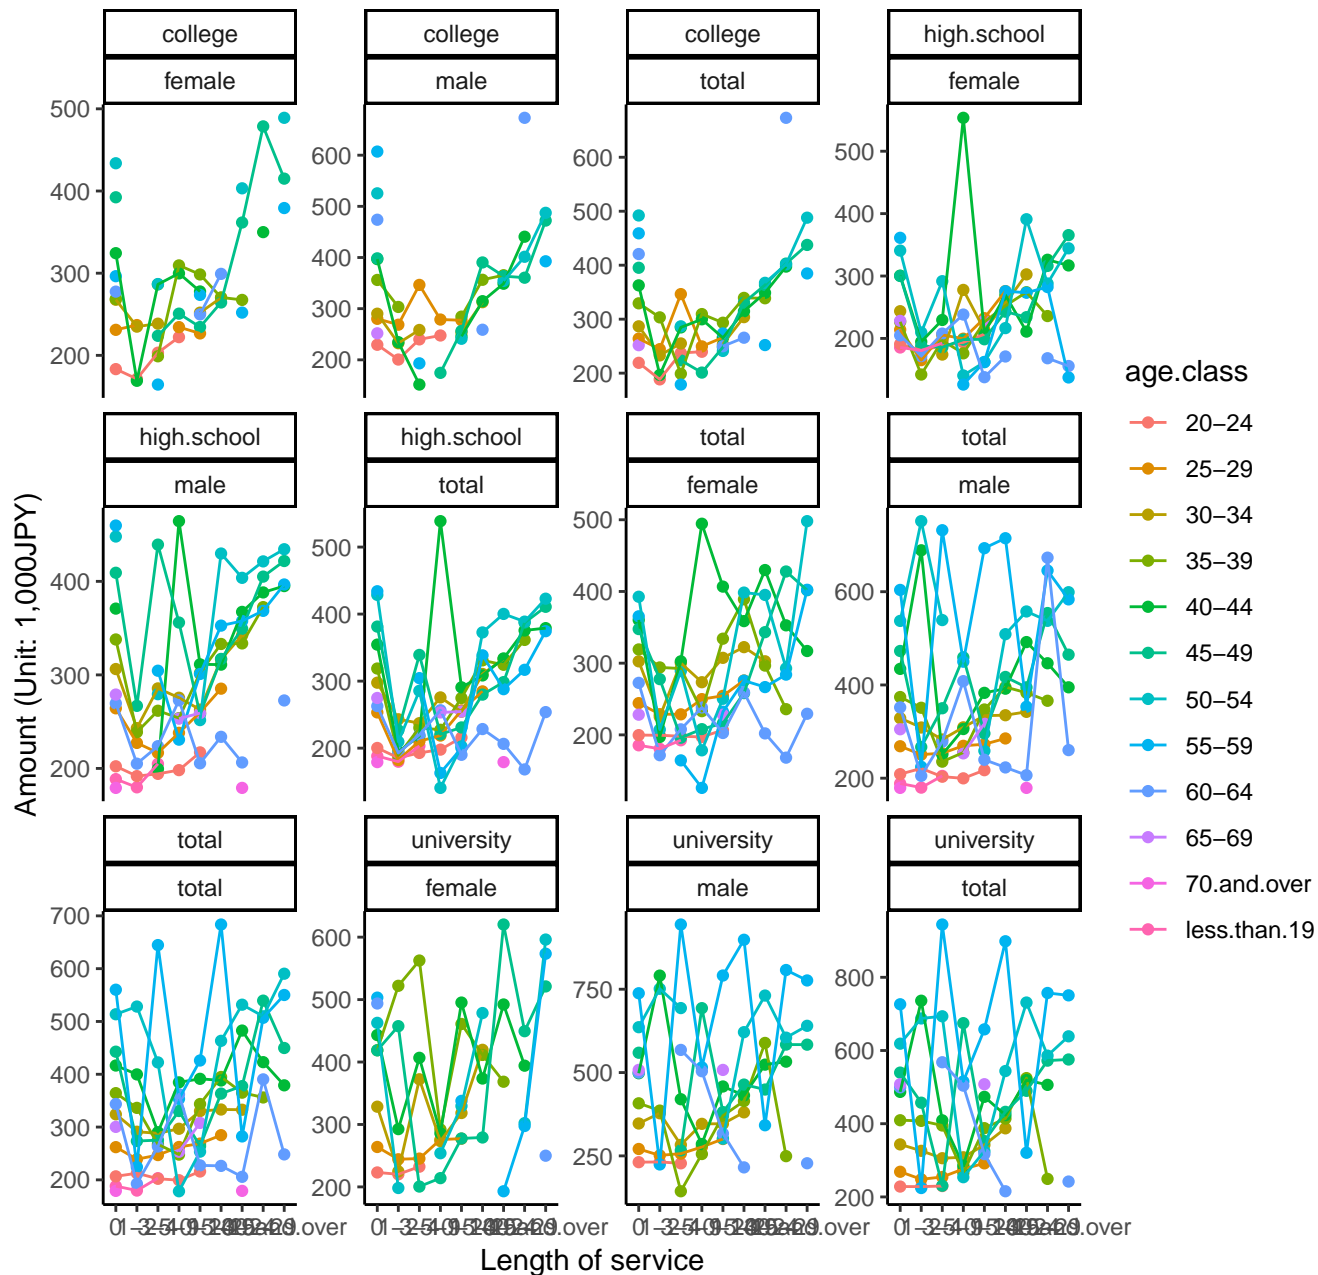 college
college
college
high.school
female
male
total
female
500
400
300
200
600
500
400
300
200
600
500
400
300
200
500
400
300
200
high.school
high.school
total
total
male
total
female
male
400
300
200
500
400
300
200
500
400
300
200
600
400
200
total
university
university
university
total
female
male
total
700
600
500
400
300
200
600
500
400
300
200
750
500
250
800
600
400
200
Length of service
Amount (Unit: 1,000JPY)
age.class
20−24
25−29
30−34
35−39
40−44
45−49
50−54
55−59
60−64
65−69
70.and.over
less.than.19